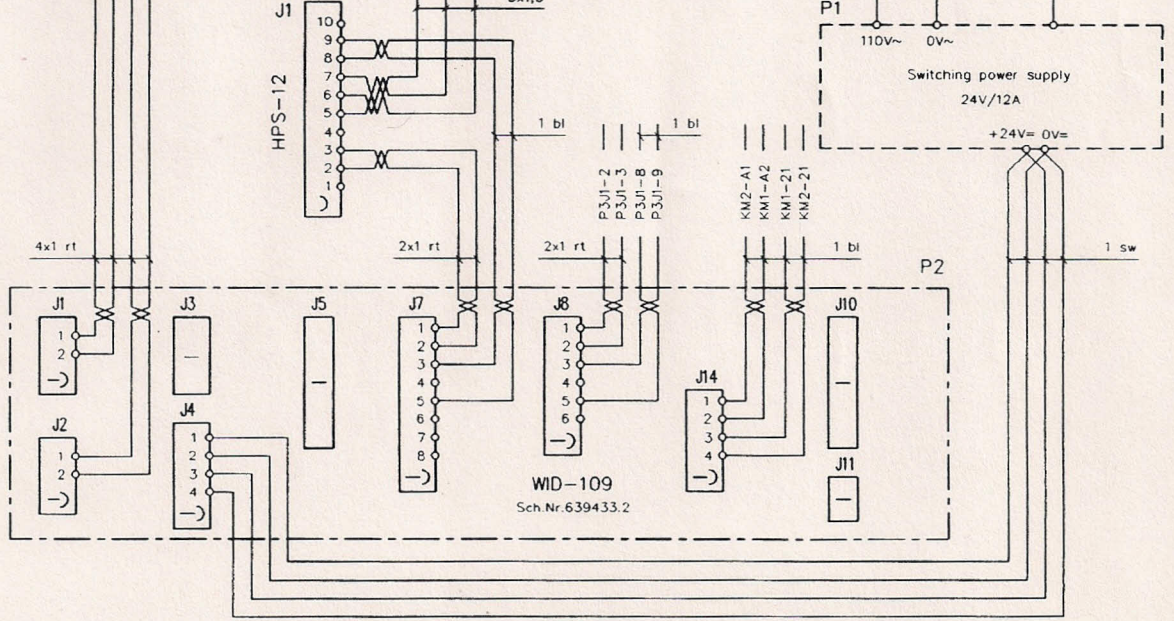 J1
P1
10
9
8
7
6
5
4
3
2
1
HPS-12
110V~ 0V~
Switching power supply
24V/12A
+24V= 0V=
1 bl
1 bl
P3J1-2
P3J1-3
P3J1-8
P3J1-9
KM2-A1
KM1-A2
KM1-21
KM2-21
4x1 rt
2x1 rt
2x1 rt
1 bl
1 sw
P2
J1
1
2
J3
J5
J7
1
2
3
4
5
6
7
8
J8
1
2
3
4
5
6
J10
J14
1
2
3
4
J2
1
2
J4
1
2
3
4
J11
WID-109
Sch.Nr.639433.2